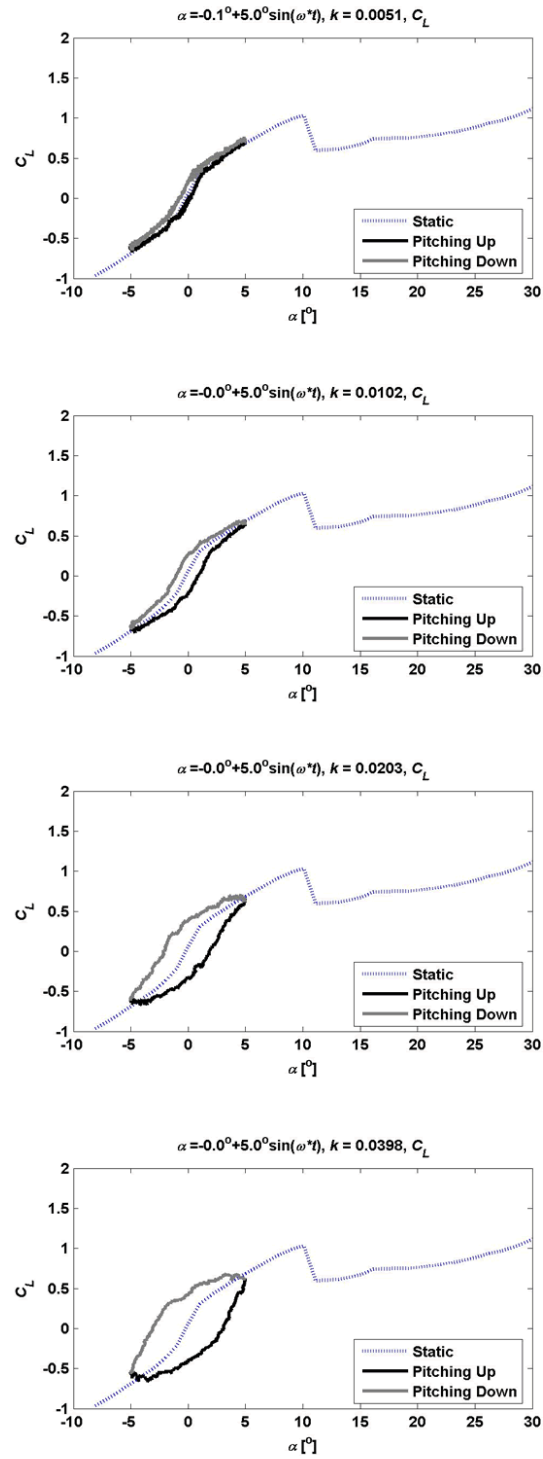 α =-0.1°+5.0°sin(ω*t), k = 0.0051, C_L
2
1.5
1
0.5
0
-0.5
-1
C_L
-10 -5 0 5 10 15 20 25 30
α [°]
Static
Pitching Up
Pitching Down
α =-0.0°+5.0°sin(ω*t), k = 0.0102, C_L
2
1.5
1
0.5
0
-0.5
-1
C_L
-10 -5 0 5 10 15 20 25 30
α [°]
Static
Pitching Up
Pitching Down
α =-0.0°+5.0°sin(ω*t), k = 0.0203, C_L
2
1.5
1
0.5
0
-0.5
-1
C_L
-10 -5 0 5 10 15 20 25 30
α [°]
Static
Pitching Up
Pitching Down
α =-0.0°+5.0°sin(ω*t), k = 0.0398, C_L
2
1.5
1
0.5
0
-0.5
-1
C_L
-10 -5 0 5 10 15 20 25 30
α [°]
Static
Pitching Up
Pitching Down